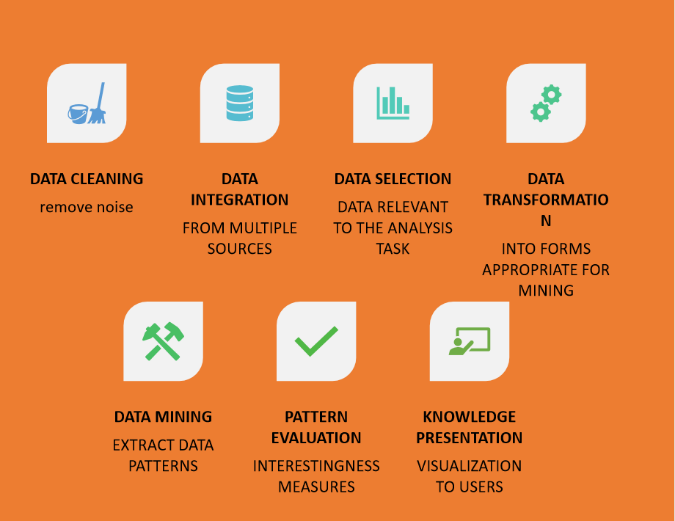 DATA CLEANING
remove noise
DATA
INTEGRATION
FROM MULTIPLE
SOURCES
DATA SELECTION
DATA RELEVANT
TO THE ANALYSIS
TASK
DATA
TRANSFORMATIO
N
INTO FORMS
APPROPRIATE FOR
MINING
DATA MINING
EXTRACT DATA
PATTERNS
PATTERN
EVALUATION
INTERESTINGNESS
MEASURES
KNOWLEDGE
PRESENTATION
VISUALIZATION
TO USERS